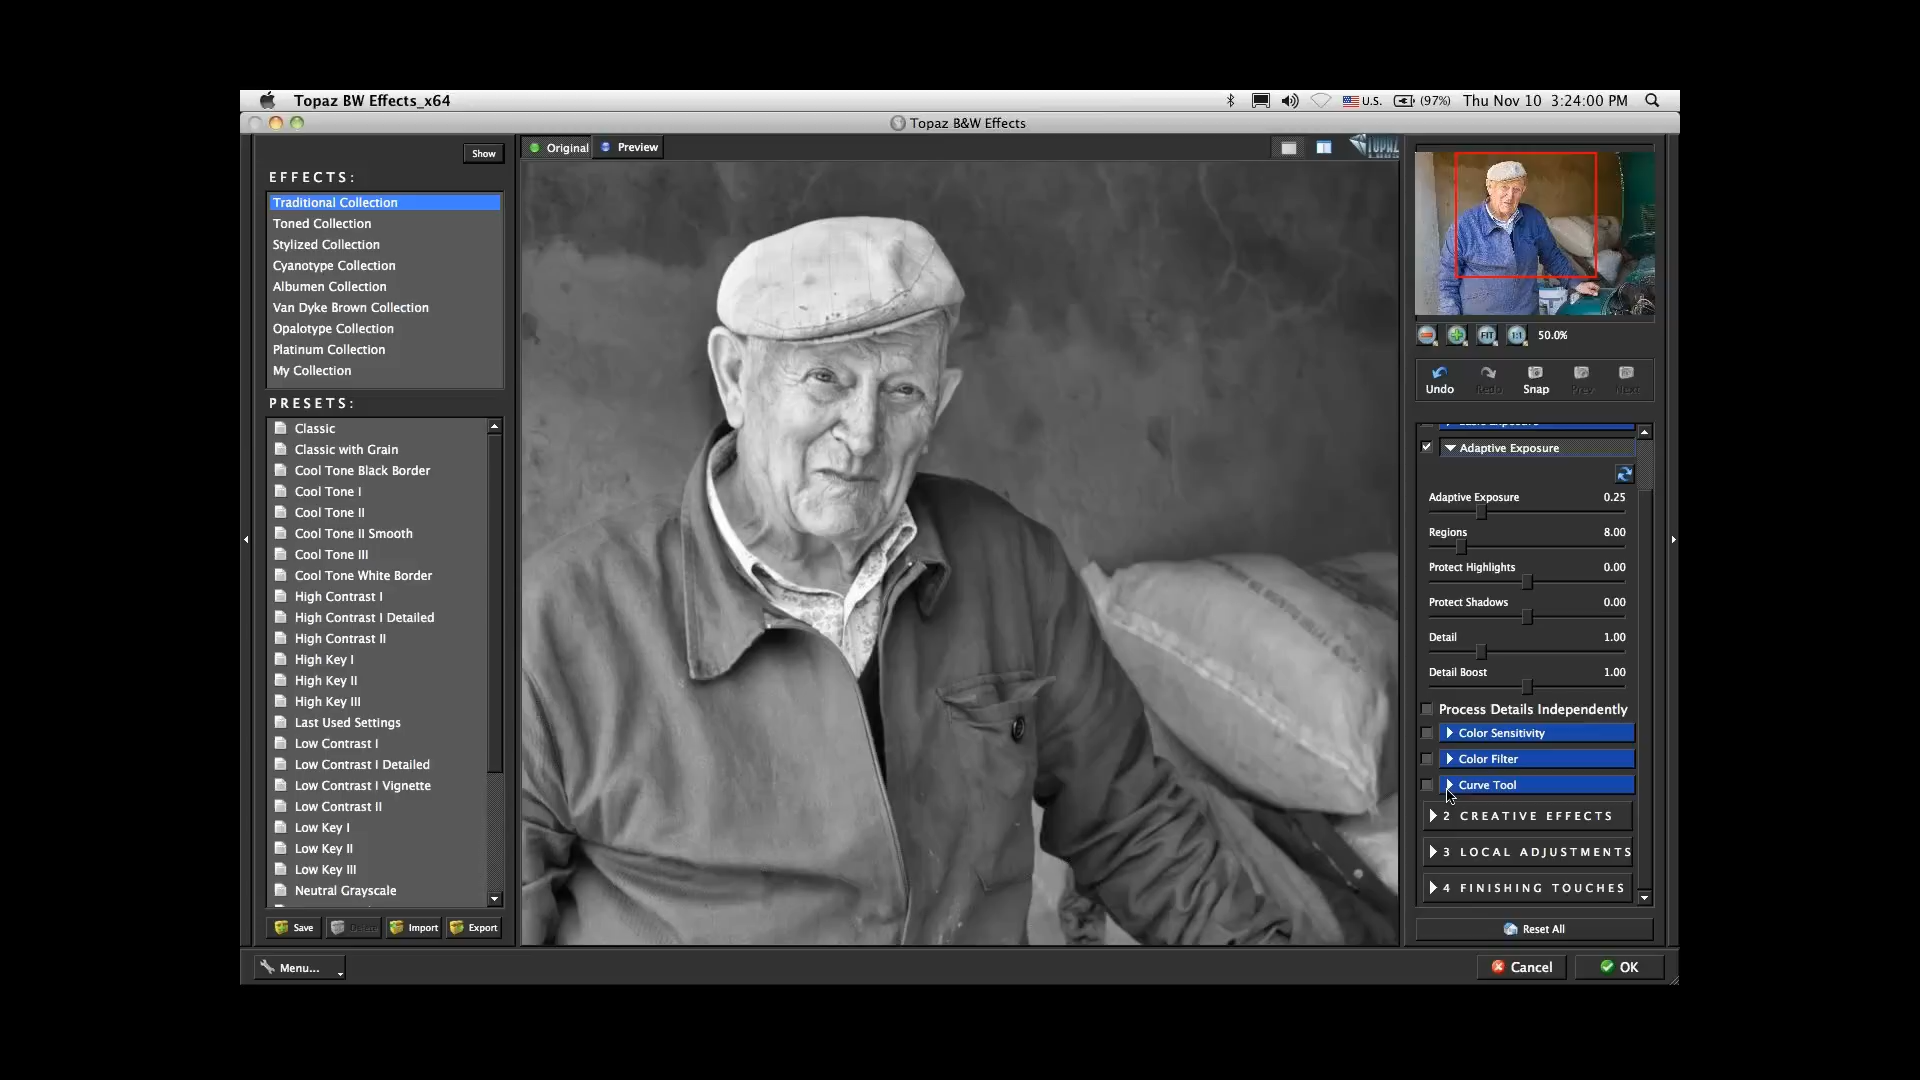 Topaz BW Effects_x64
U.S.
(97%)
Thu Nov 10 3:24:00 PM
Topaz B&W Effects
Show
Original
Preview
TOPAZ
EFFECTS:
Traditional Collection
Toned Collection
Stylized Collection
Cyanotype Collection
Albumen Collection
Van Dyke Brown Collection
Opalotype Collection
Platinum Collection
My Collection
PRESETS:
Classic
Classic with Grain
Cool Tone Black Border
Cool Tone I
Cool Tone II
Cool Tone II Smooth
Cool Tone III
Cool Tone White Border
High Contrast I
High Contrast I Detailed
High Contrast II
High Key I
High Key II
High Key III
Last Used Settings
Low Contrast I
Low Contrast I Detailed
Low Contrast I Vignette
Low Contrast II
Low Key I
Low Key II
Low Key III
Neutral Grayscale
Save
Delete
Import
Export
Menu...
FIT
1:1
50.0%
Undo
Redo
Snap
Prev
Next
Adaptive Exposure
Adaptive Exposure 0.25
Regions 8.00
Protect Highlights 0.00
Protect Shadows 0.00
Detail 1.00
Detail Boost 1.00
Process Details Independently
Color Sensitivity
Color Filter
Curve Tool
2 CREATIVE EFFECTS
3 LOCAL ADJUSTMENTS
4 FINISHING TOUCHES
Reset All
Cancel
OK